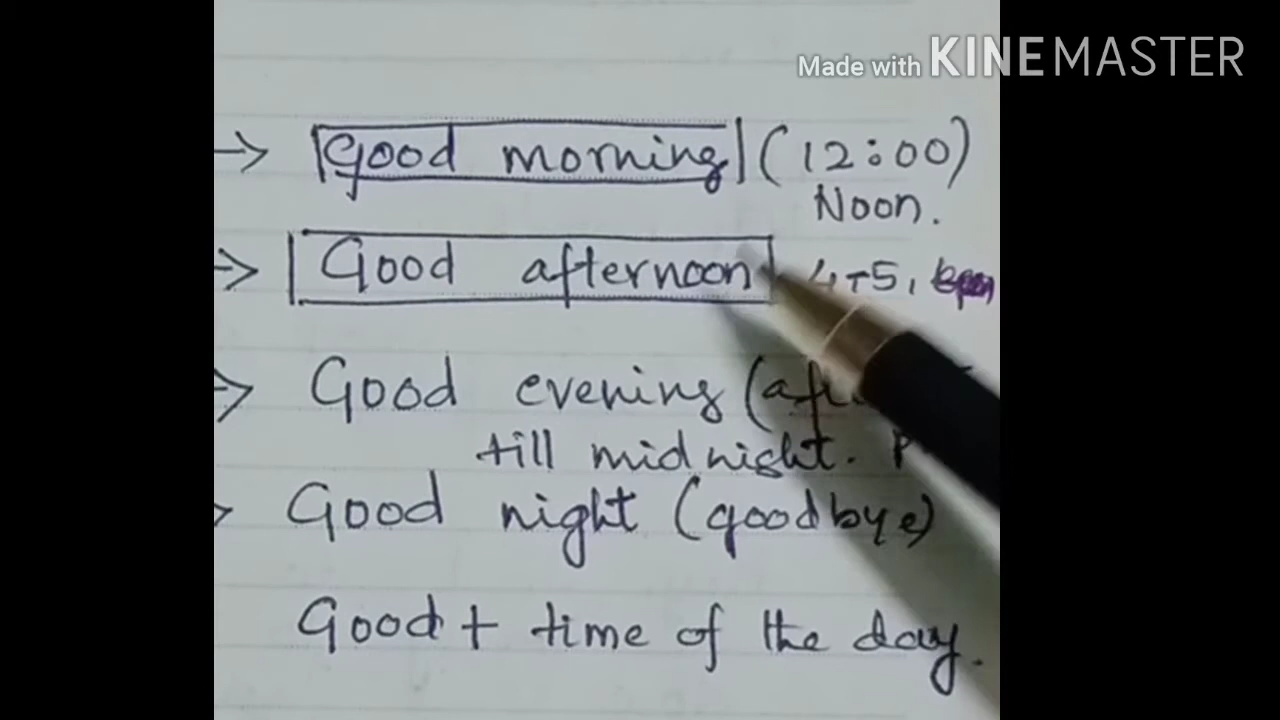 Made with KINEMASTER
→ Good morning (12:00)
Noon.
→ Good afternoon 4-5,
→ Good evening (
till midnight.
Good night (goodbye)
Good + time of the day.